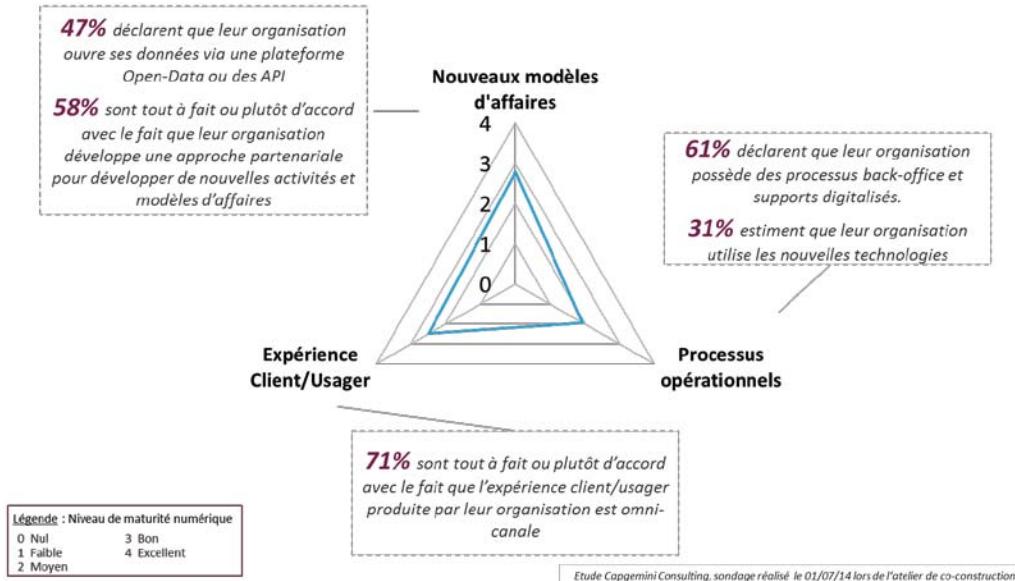 47% déclarent que leur organisation
ouvre ses données via une plateforme
Open-Data ou des API
58% sont tout à fait ou plutôt d'accord
avec le fait que leur organisation
développe une approche partenariale
pour développer de nouvelles activités et
modèles d'affaires
Nouveaux modèles
d'affaires
4
3
2
1
0
61% déclarent que leur organisation
possède des processus back-office et
supports digitalisés.
31% estiment que leur organisation
utilise les nouvelles technologies
Expérience
Client/Usager
Processus
opérationnels
71% sont tout à fait ou plutôt d'accord
avec le fait que l'expérience client/usager
produite par leur organisation est omni-
canale
Légende : Niveau de maturité numérique
0 Nul 3 Bon
1 Faible 4 Excellent
2 Moyen
Etude Capgemini Consulting, sondage réalisé le 01/07/14 lors de l'atelier de co-construction